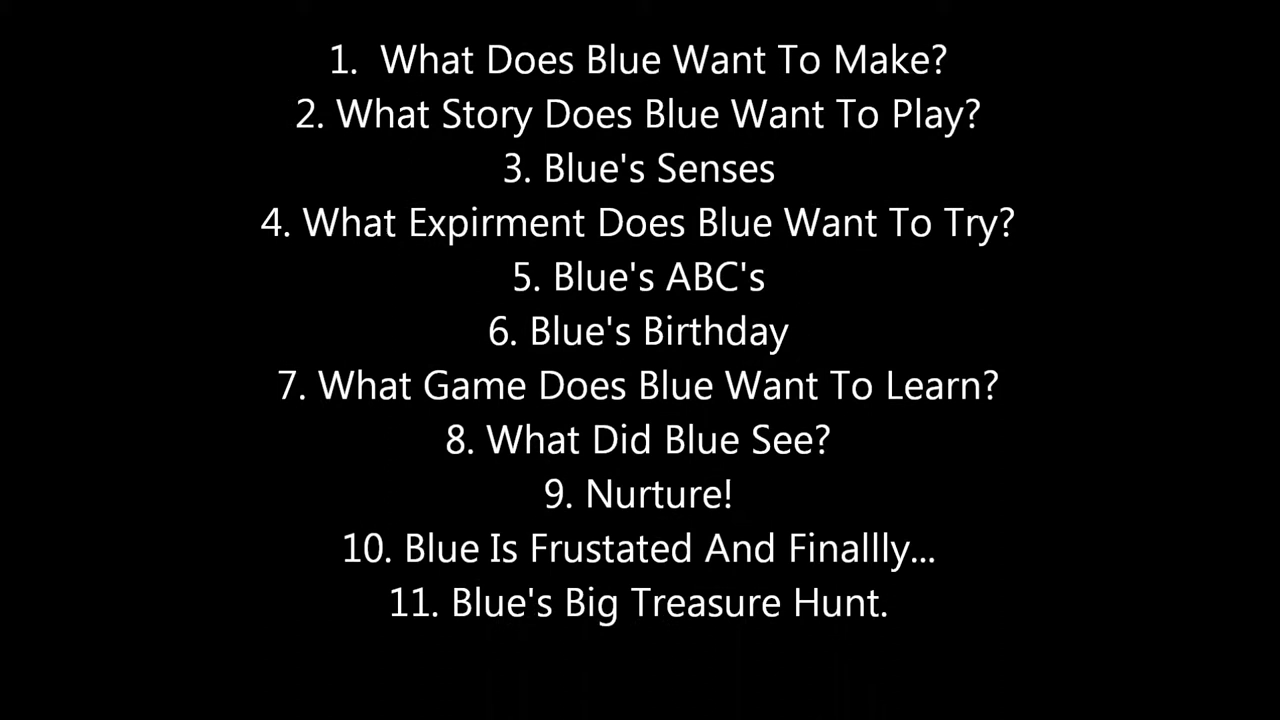 1.  What Does Blue Want To Make?
2. What Story Does Blue Want To Play?
3. Blue's Senses
4. What Expirment Does Blue Want To Try?
5. Blue's ABC's
6. Blue's Birthday
7. What Game Does Blue Want To Learn?
8. What Did Blue See?
9. Nurture!
10. Blue Is Frustated And Finallly...
11. Blue's Big Treasure Hunt.